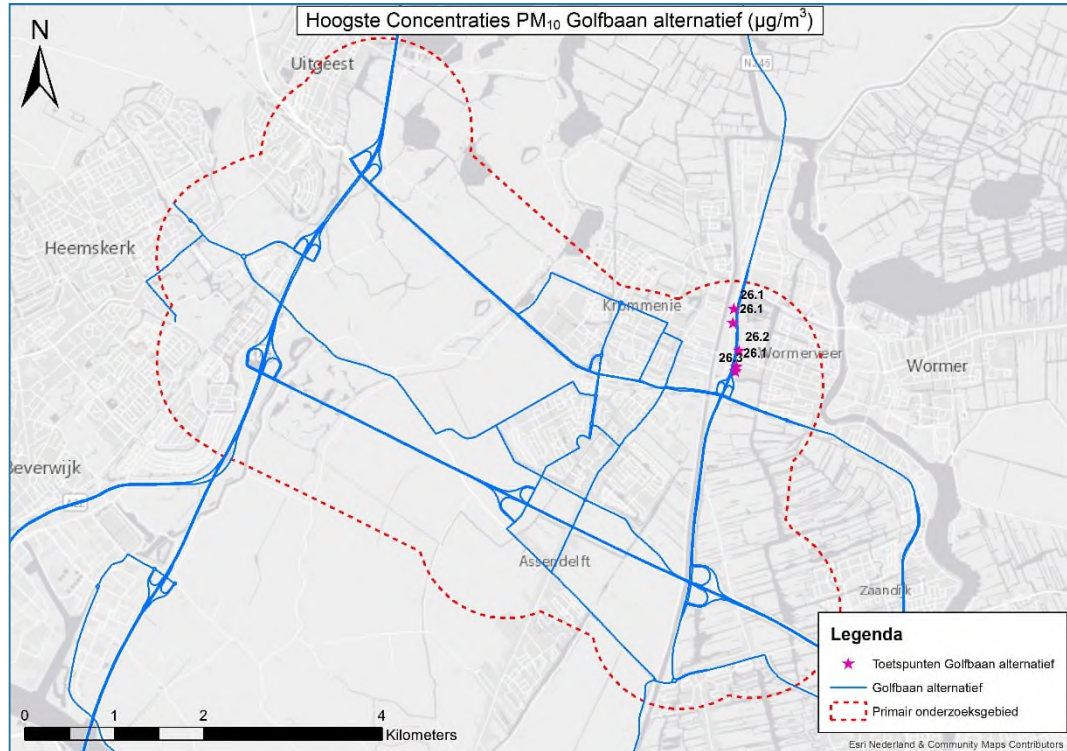 Hoogste Concentraties PM₁₀ Golfbaan alternatief (µg/m³)
N
Uitgeest
N246
Heemskerk
Krommenie
26.1
26.1
26.2
26.1
26.3
Wormerveer
Wormer
Beverwijk
A22
Assendelft
Zaandijk
Legenda
Toetspunten Golfbaan alternatief
Golfbaan alternatief
Primair onderzoeksgebied
0 1 2 4
Kilometers
Esri Nederland & Community Maps Contributors